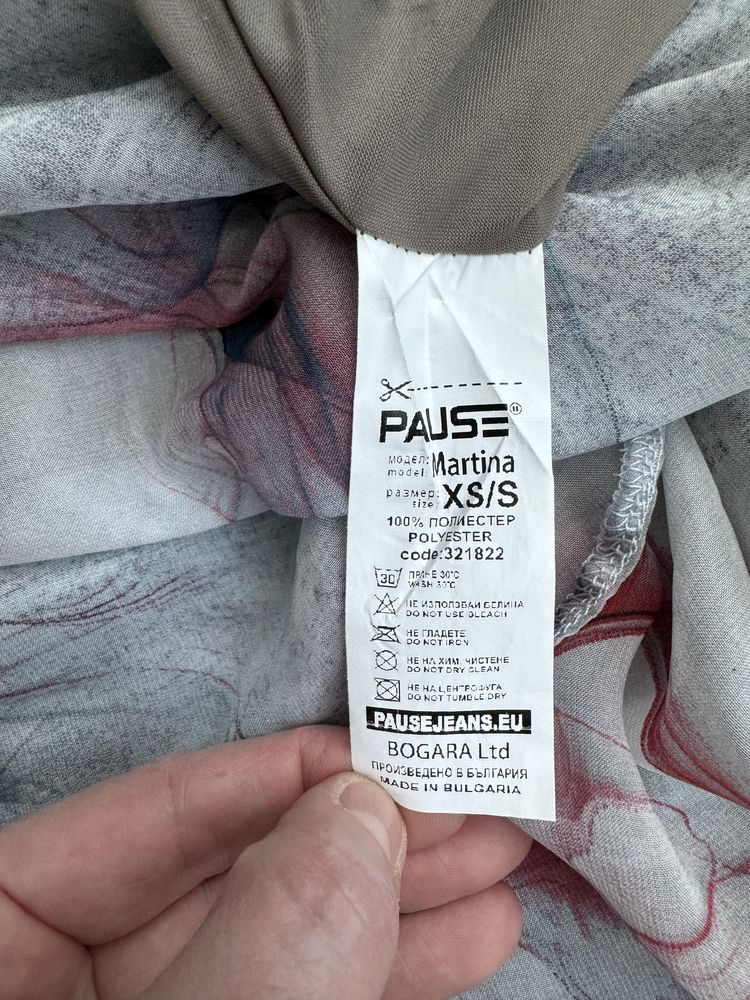 PAUSE®
модел:
model: Martina
размер:
size: XS/S
100% ПОЛИЕСТЕР
POLYESTER
code:321822
30
ПРАНЕ 30°C
WASH 30°C
НЕ ИЗПОЛЗВАЙ БЕЛИНА
DO NOT USE BLEACH
НЕ ГЛАДЕТЕ
DO NOT IRON
НЕ НА ХИМ. ЧИСТЕНЕ
DO NOT DRY CLEAN
НЕ НА ЦЕНТРОФУГА
DO NOT TUMBLE DRY
PAUSEJEANS.EU
BOGARA Ltd
ПРОИЗВЕДЕНО В БЪЛГАРИЯ
MADE IN BULGARIA